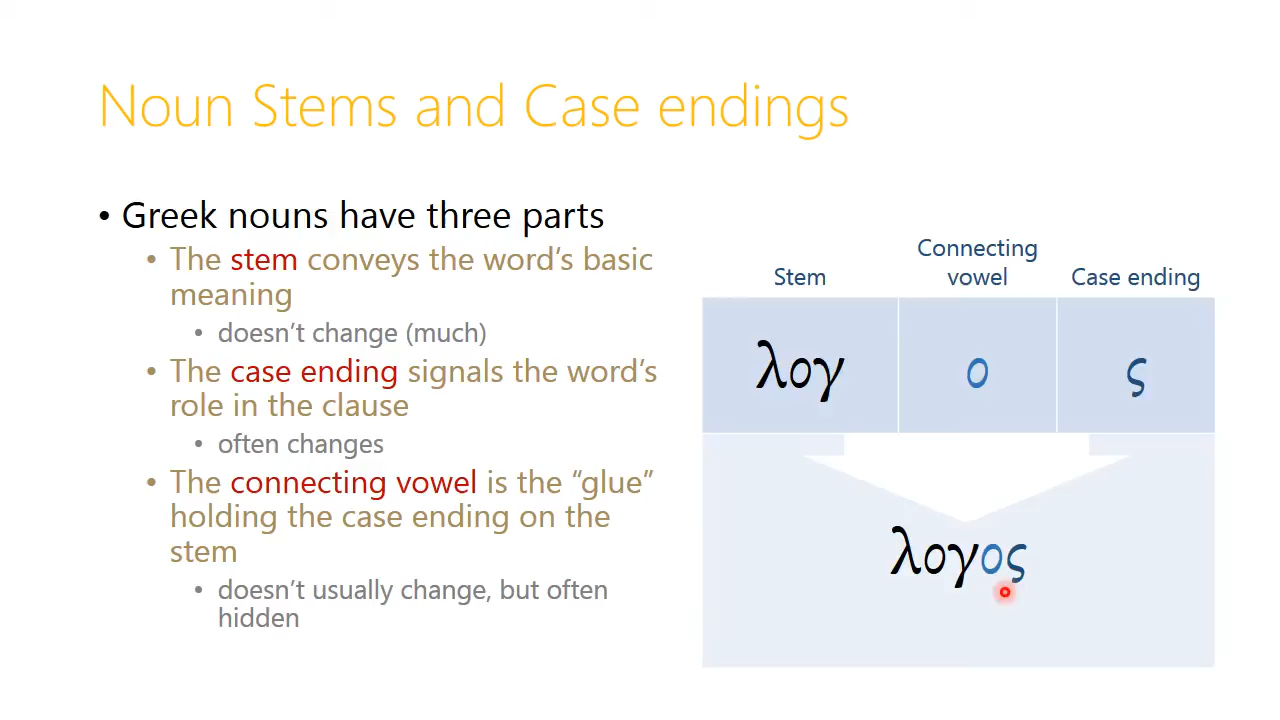 Noun Stems and Case endings
• Greek nouns have three parts
• The stem conveys the word’s basic
meaning
• doesn’t change (much)
• The case ending signals the word’s
role in the clause
• often changes
• The connecting vowel is the “glue”
holding the case ending on the
stem
• doesn’t usually change, but often
hidden
Stem
Connecting
vowel
Case ending
λογ
ο
ς
λογος